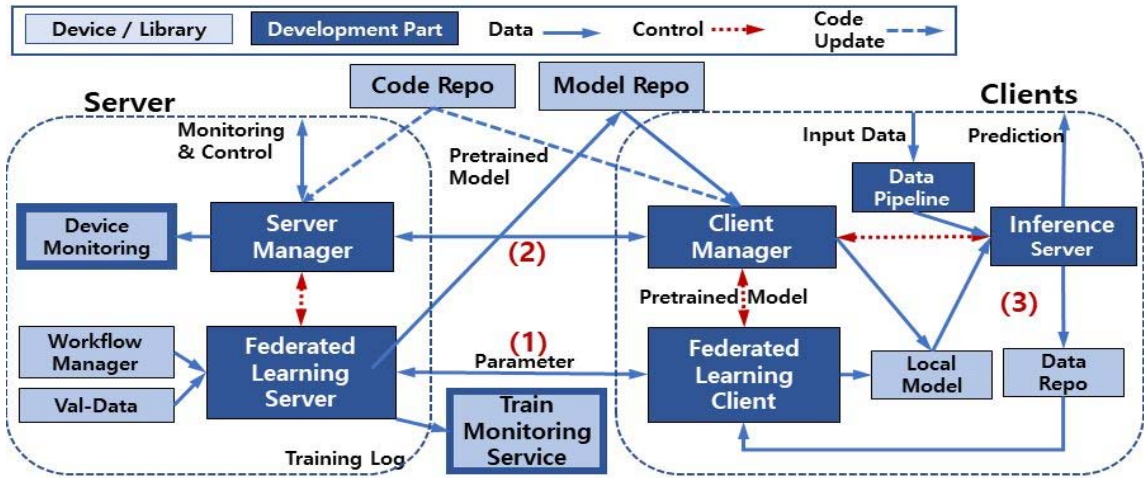 Device / Library
Development Part
Data
Control
Code
Update
Code Repo
Model Repo
Server
Clients
Monitoring
& Control
Pretrained
Model
Input Data
Prediction
Data
Pipeline
Device
Monitoring
Server
Manager
(2)
Client
Manager
Inference
Server
Pretrained Model
(3)
Workflow
Manager
Val-Data
Federated
Learning
Server
(1)
Parameter
Federated
Learning
Client
Local
Model
Data
Repo
Train
Monitoring
Service
Training Log